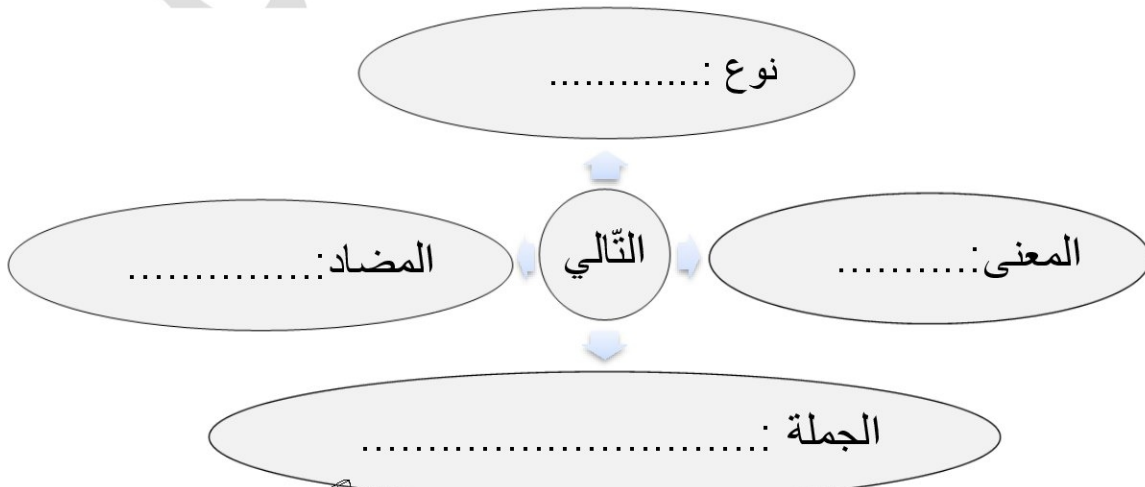 نوع :..............
المعنى:...........
التّالي
المضاد:...............
الجملة :...............................